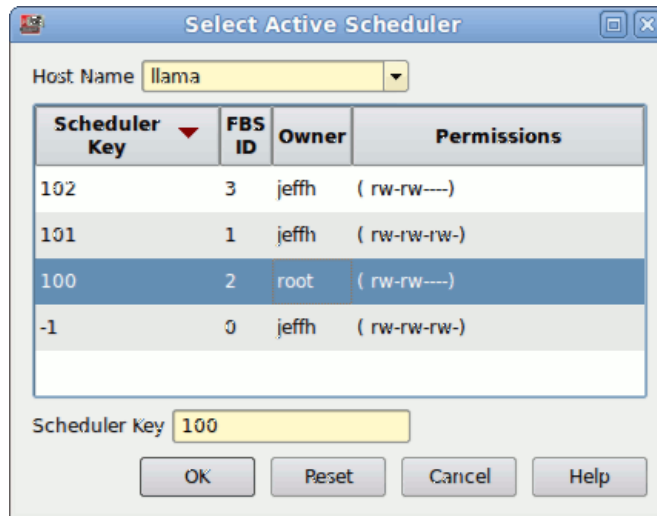 Select Active Scheduler
Host Name llama
Scheduler Key FBS ID Owner Permissions
102 3 jeffh ( rw-rw----)
101 1 jeffh ( rw-rw-rw-)
100 2 root ( rw-rw----)
-1 0 jeffh ( rw-rw-rw-)
Scheduler Key 100
OK Reset Cancel Help